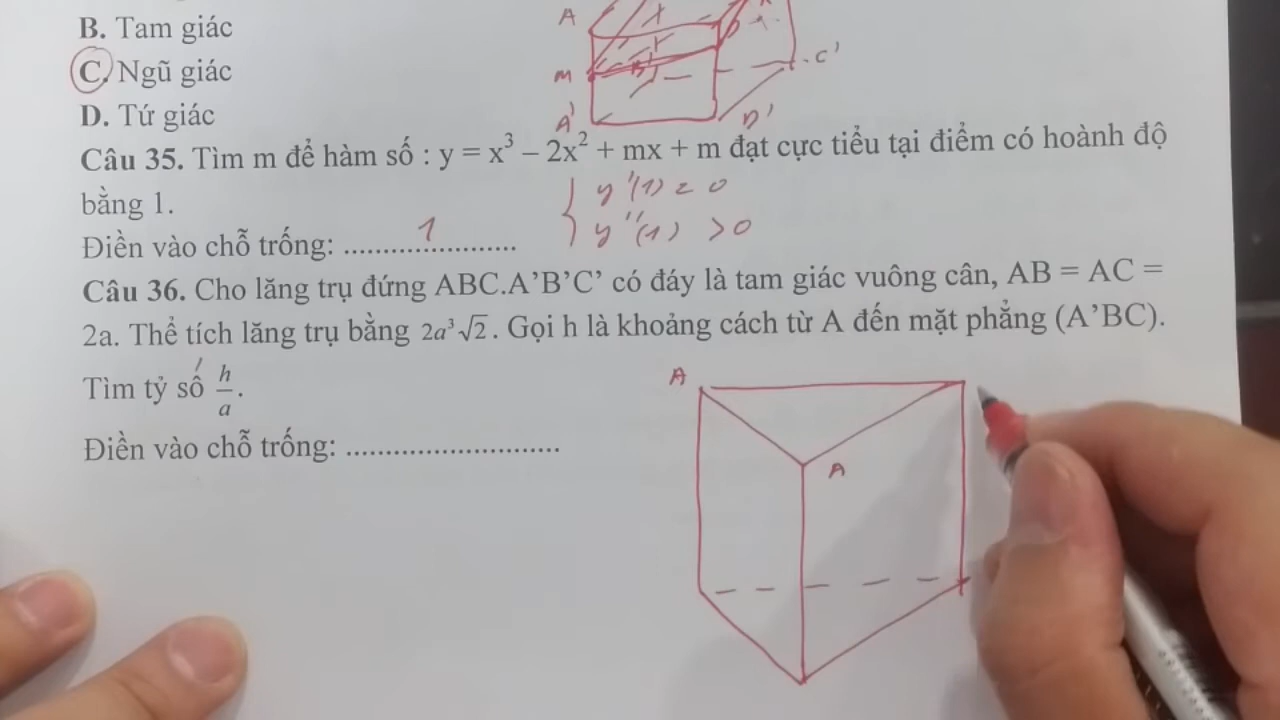 B. Tam giác
C. Ngũ giác
D. Tứ giác
A
M
A'
D'
C'
Câu 35. Tìm m để hàm số : y = x³ – 2x² + mx + m đạt cực tiểu tại điểm có hoành độ
bằng 1.
y'(1) = 0
y''(1) > 0
Điền vào chỗ trống: ..........1..........
Câu 36. Cho lăng trụ đứng ABC.A’B’C’ có đáy là tam giác vuông cân, AB = AC =
2a. Thể tích lăng trụ bằng 2a³√2. Gọi h là khoảng cách từ A đến mặt phẳng (A’BC).
Tìm tỷ số h/a.
Điền vào chỗ trống: ............................
A
A